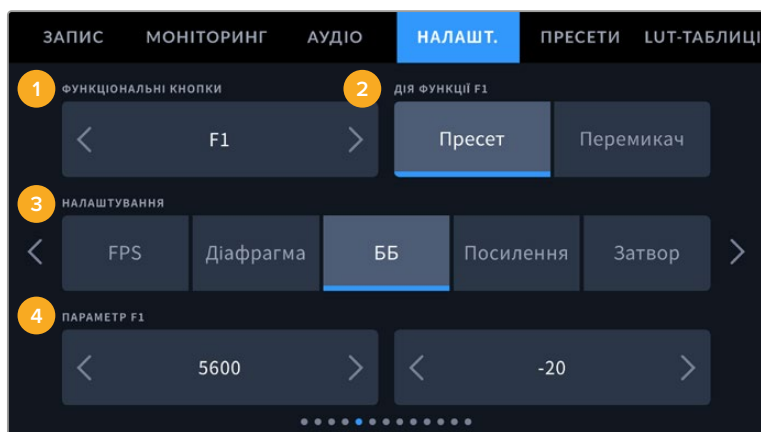 ЗАПИС МОНІТОРИНГ АУДІО НАЛАШТ. ПРЕСЕТИ LUT-ТАБЛИЦІ
1 ФУНКЦІОНАЛЬНІ КНОПКИ 2 ДІЯ ФУНКЦІЇ F1
F1 Пресет Перемикач
3 НАЛАШТУВАННЯ
FPS Діафрагма ББ Посилення Затвор
4 ПАРАМЕТР F1
5600 -20